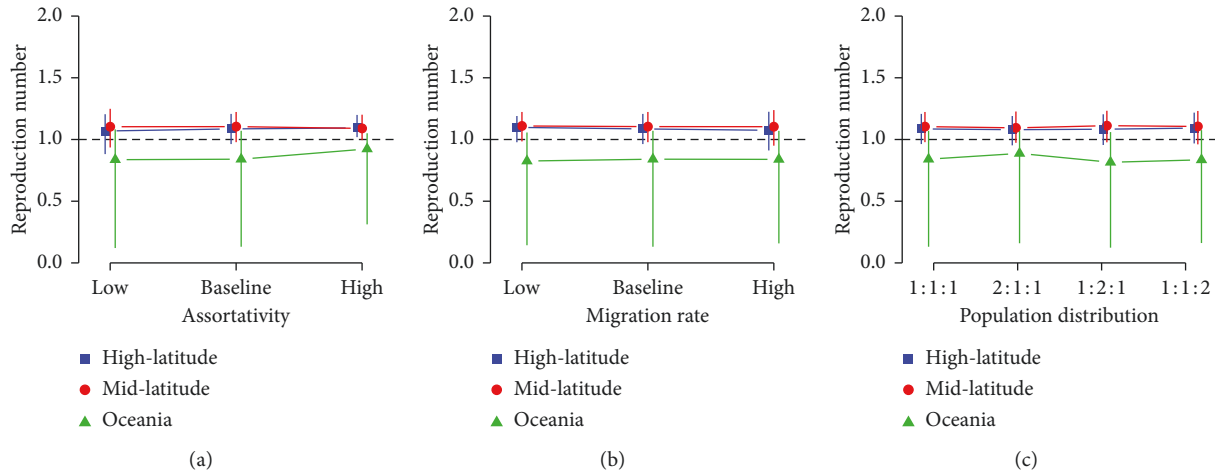 2.0
1.5
1.0
0.5
0.0
Reproduction number
Low
Baseline
High
Assortativity
High-latitude
Mid-latitude
Oceania
(a)
2.0
1.5
1.0
0.5
0.0
Reproduction number
Low
Baseline
High
Migration rate
High-latitude
Mid-latitude
Oceania
(b)
2.0
1.5
1.0
0.5
0.0
Reproduction number
1:1:1
2:1:1
1:2:1
1:1:2
Population distribution
High-latitude
Mid-latitude
Oceania
(c)